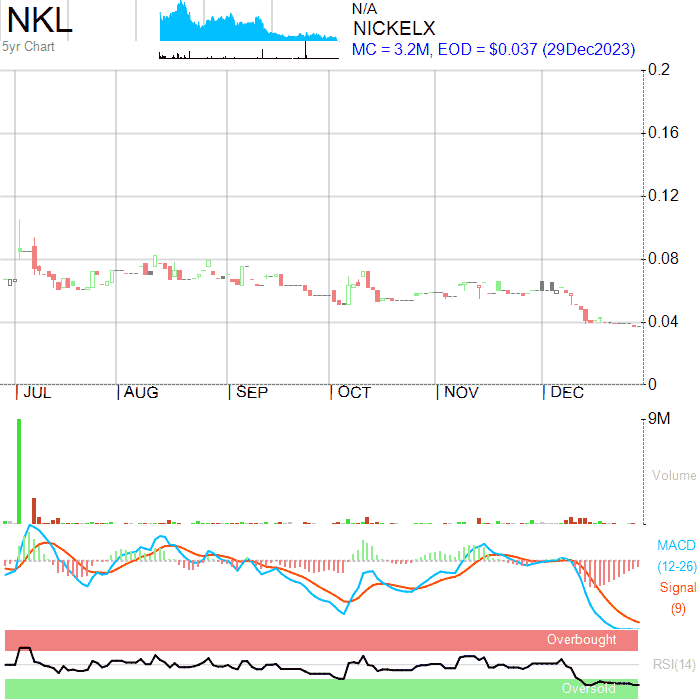 NKL
5yr Chart
N/A
NICKELX
MC = 3.2M, EOD = $0.037 (29Dec2023)
0.2
0.16
0.12
0.08
0.04
0
JUL AUG SEP OCT NOV DEC
9M
Volume
MACD
(12-26)
Signal
(9)
Overbought
RSI(14)
Oversold